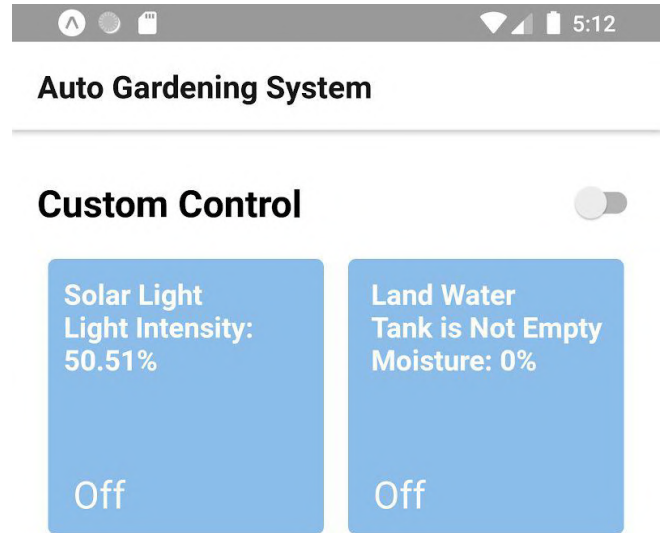 5:12
Auto Gardening System
Custom Control
Solar Light
Light Intensity:
50.51%
Off
Land Water
Tank is Not Empty
Moisture: 0%
Off